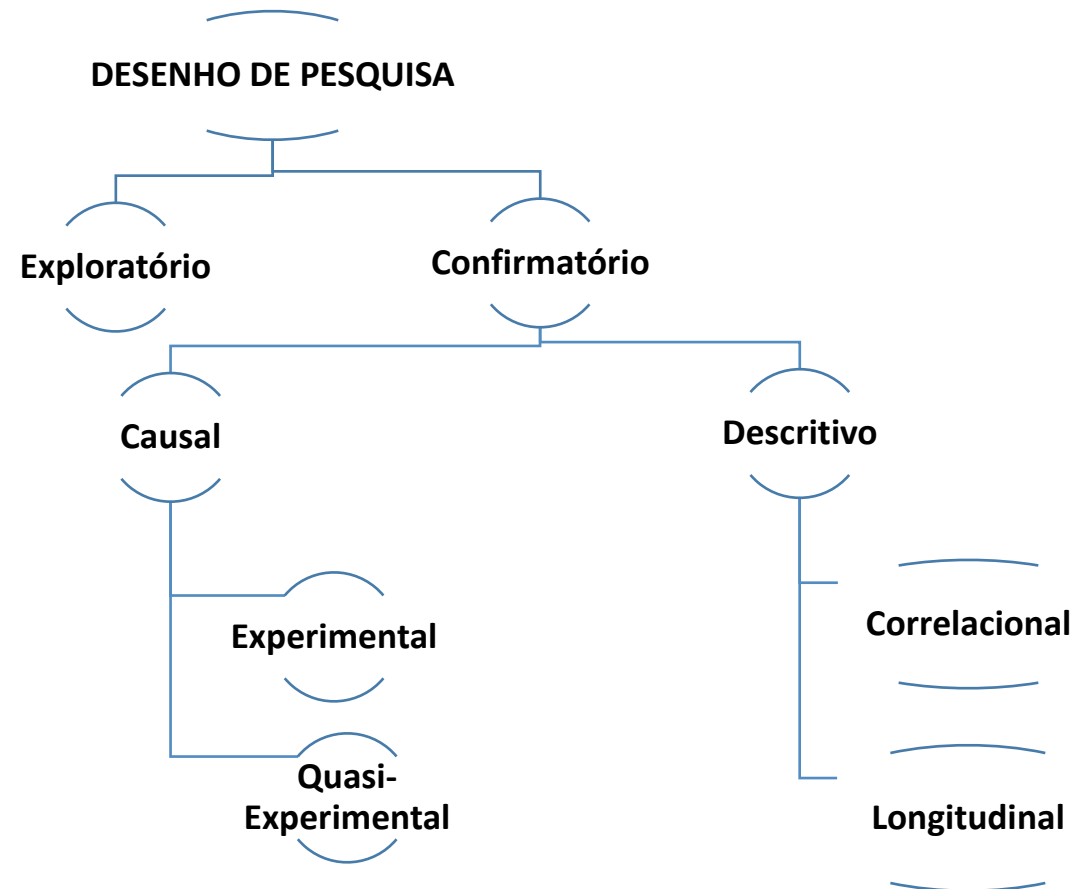 DESENHO DE PESQUISA
Exploratório
Confirmatório
Causal
Descritivo
Experimental
Correlacional
Quasi-
Experimental
Longitudinal